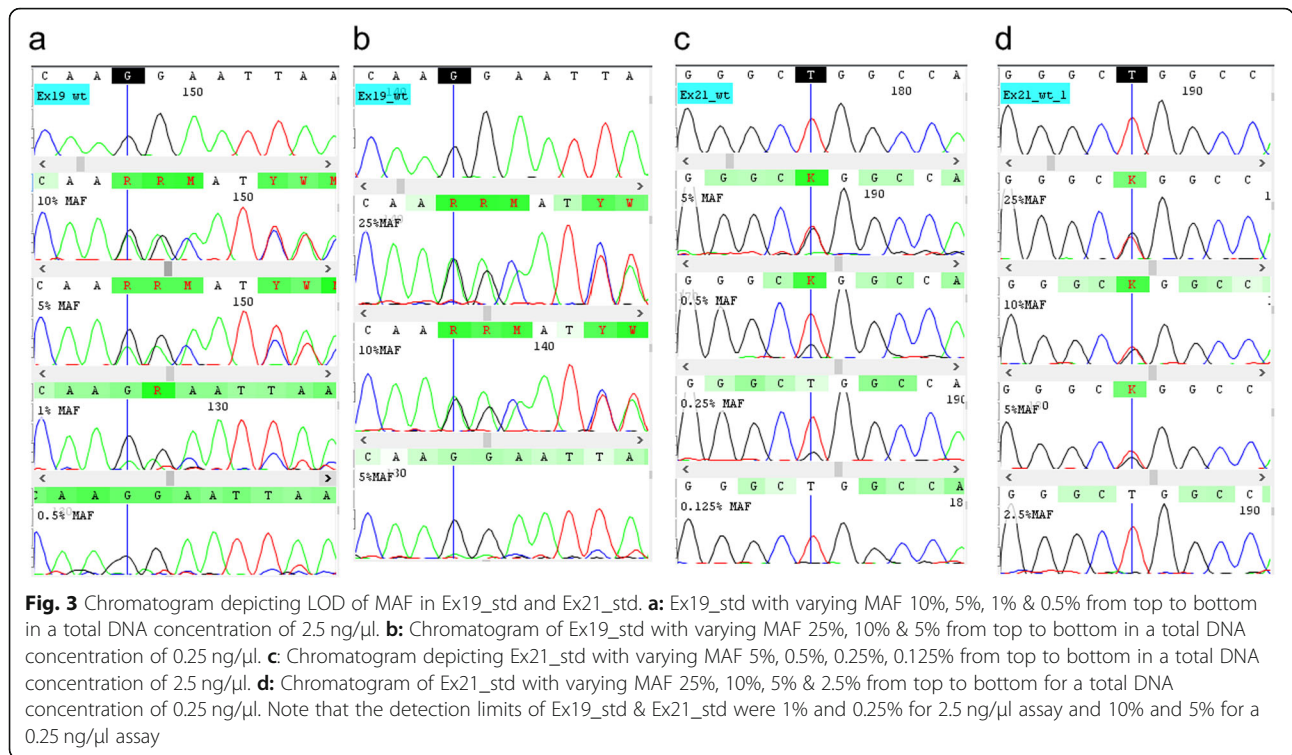 a
C A A G G A A T T A A
150
Ex19 wt
C A A R R M A T Y W M
10% MAF
150
C A A R R M A T Y W
5% MAF
150
C A A G R A A T T A A
1% MAF
130
C A A G G A A T T A A
0.5% MAF
b
C A A G G A A T T A
Ex19_wt
C A A R R M A T Y W
25%MAF
C A A R R M A T Y W
10%MAF
140
C A A G G A A T T A
5%MAF
130
c
G G G C T G G C C A
Ex21_wt
180
G G G C K G G C C A
5% MAF
190
G G G C K G G C C A
0.5% MAF
G G G C T G G C C A
0.25% MAF
190
G G G C T G G C C A
0.125% MAF
18
d
G G G C T G G C C
Ex21_wt_1
190
G G G C K G G C C
25%MAF
G G G C K G G C C
10%MAF
G G G C K G G C C
5%MAF
G G G C T G G C C
2.5%MAF
190
Fig. 3 Chromatogram depicting LOD of MAF in Ex19_std and Ex21_std. a: Ex19_std with varying MAF 10%, 5%, 1% & 0.5% from top to bottom
in a total DNA concentration of 2.5 ng/μl. b: Chromatogram of Ex19_std with varying MAF 25%, 10% & 5% from top to bottom in a total DNA
concentration of 0.25 ng/μl. c: Chromatogram depicting Ex21_std with varying MAF 5%, 0.5%, 0.25%, 0.125% from top to bottom in a total DNA
concentration of 2.5 ng/μl. d: Chromatogram of Ex21_std with varying MAF 25%, 10%, 5% & 2.5% from top to bottom for a total DNA
concentration of 0.25 ng/μl. Note that the detection limits of Ex19_std & Ex21_std were 1% and 0.25% for 2.5 ng/μl assay and 10% and 5% for a
0.25 ng/μl assay